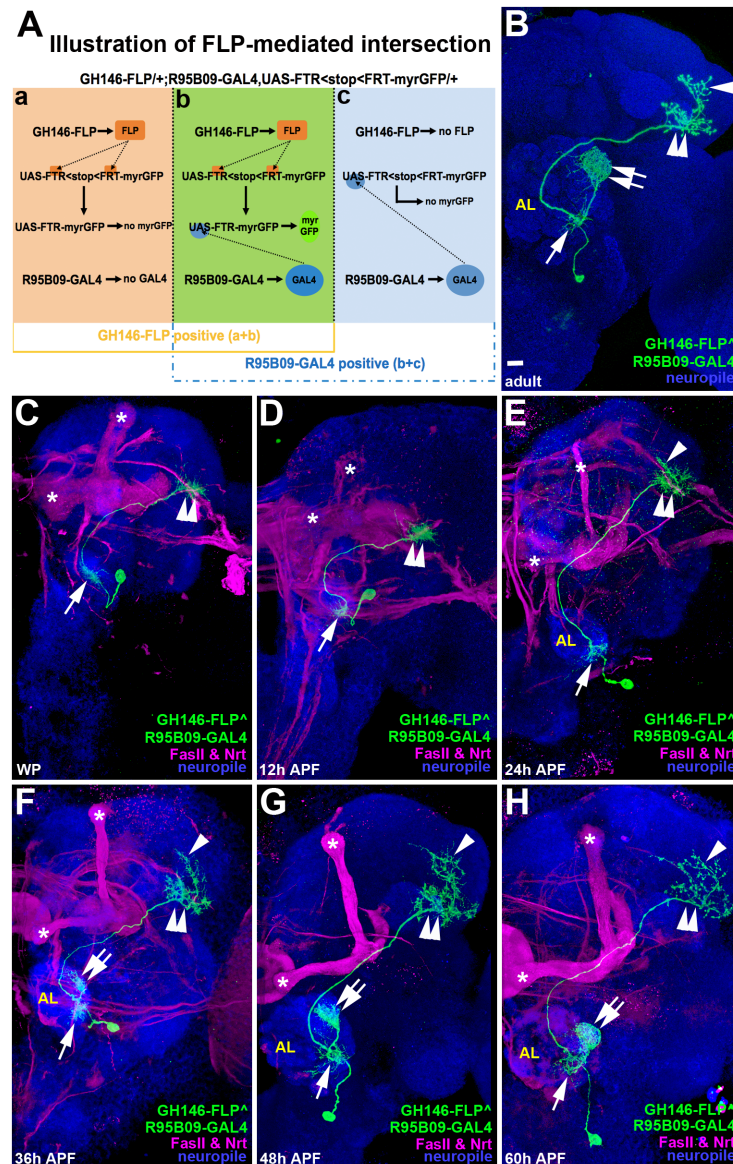 A
Illustration of FLP-mediated intersection
GH146-FLP/+;R95B09-GAL4,UAS-FTR<stop<FRT-myrGFP/+
a
GH146-FLP FLP
UAS-FTR<stop<FRT-myrGFP
UAS-FTR-myrGFP no myrGFP
R95B09-GAL4 no GAL4
b
GH146-FLP FLP
UAS-FTR<stop<FRT-myrGFP
UAS-FTR-myrGFP myr
GFP
R95B09-GAL4 GAL4
c
GH146-FLP no FLP
UAS-FTR<stop<FRT-myrGFP
no myrGFP
R95B09-GAL4 GAL4
GH146-FLP positive (a+b)
R95B09-GAL4 positive (b+c)
B
AL
GH146-FLP^
R95B09-GAL4
adult neuropile
C
*
*
GH146-FLP^
R95B09-GAL4
FasII & Nrt
WP neuropile
D
*
*
GH146-FLP^
R95B09-GAL4
FasII & Nrt
12h APF neuropile
E
*
*
AL
GH146-FLP^
R95B09-GAL4
FasII & Nrt
24h APF neuropile
F
*
*
AL
GH146-FLP^
R95B09-GAL4
FasII & Nrt
36h APF neuropile
G
*
*
AL
GH146-FLP^
R95B09-GAL4
FasII & Nrt
48h APF neuropile
H
*
*
AL
GH146-FLP^
R95B09-GAL4
FasII & Nrt
60h APF neuropile